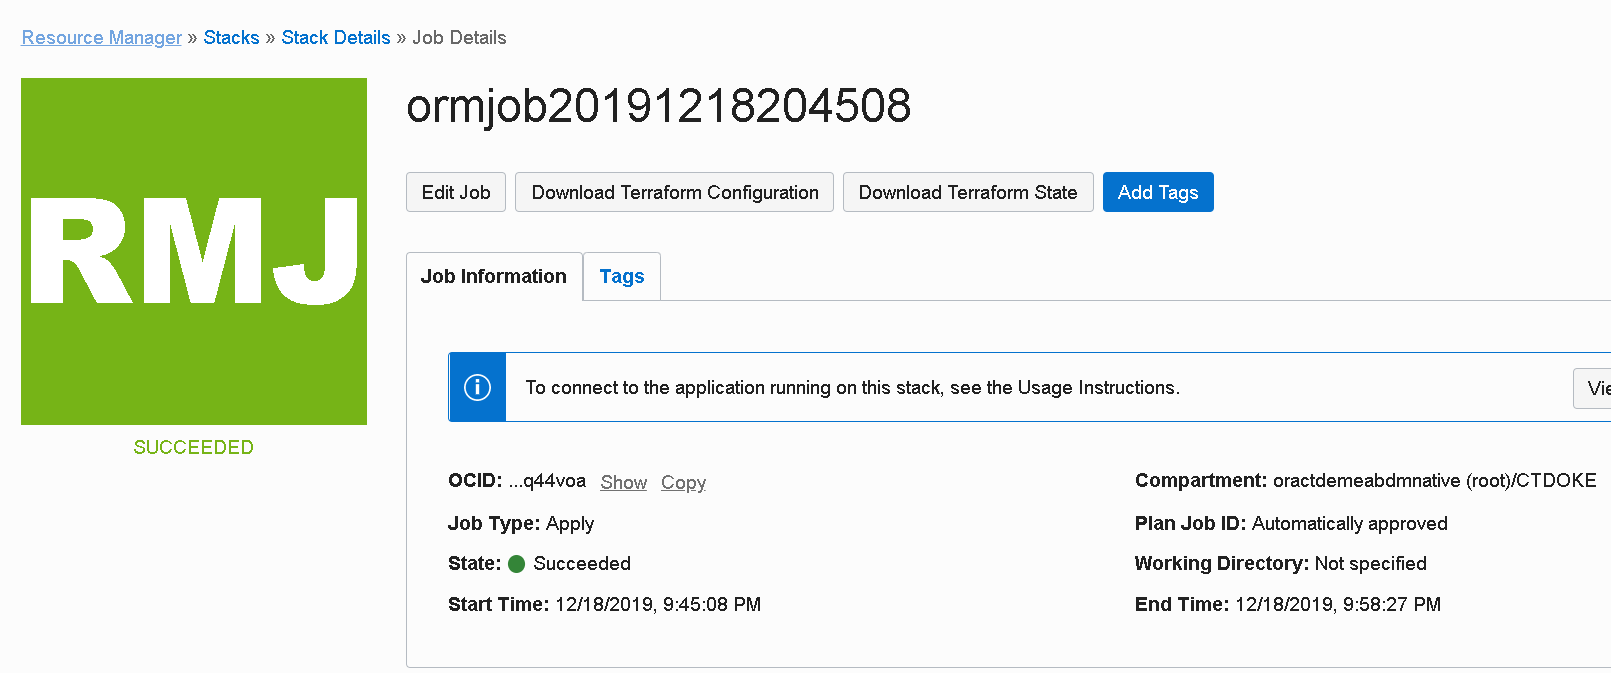 Resource Manager » Stacks » Stack Details » Job Details
RMJ
SUCCEEDED
ormjob20191218204508
Edit Job Download Terraform Configuration Download Terraform State Add Tags
Job Information Tags
To connect to the application running on this stack, see the Usage Instructions. Vie
OCID: ...q44voa Show Copy Compartment: oractdemeabdmnative (root)/CTDOKE
Job Type: Apply Plan Job ID: Automatically approved
State: Succeeded Working Directory: Not specified
Start Time: 12/18/2019, 9:45:08 PM End Time: 12/18/2019, 9:58:27 PM